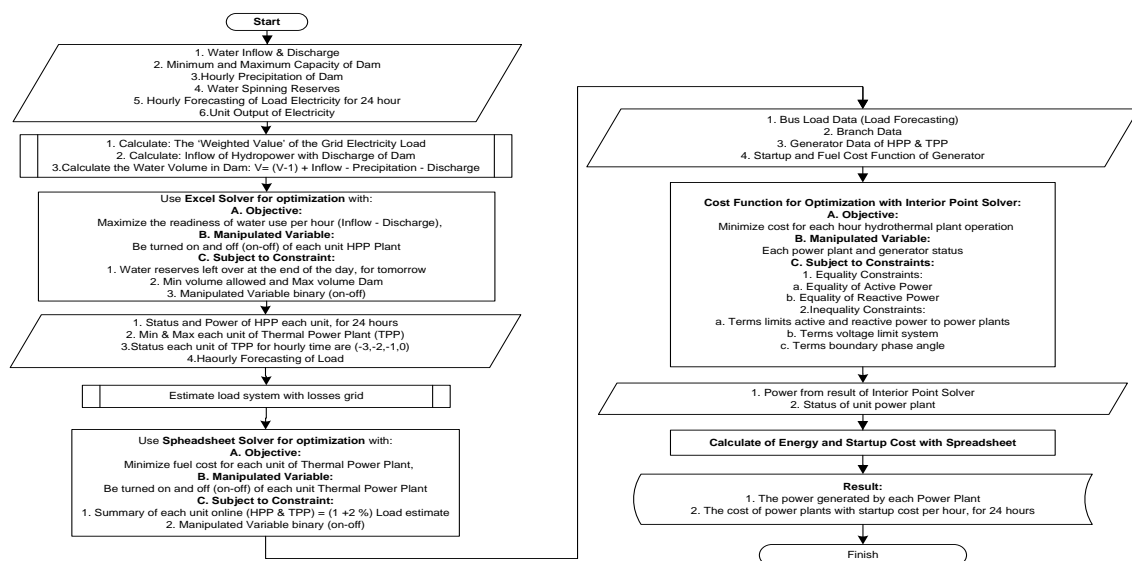 Start
1. Water Inflow & Discharge
2. Minimum and Maximum Capacity of Dam
3.Hourly Precipitation of Dam
4. Water Spinning Reserves
5. Hourly Forecasting of Load Electricity for 24 hour
6.Unit Output of Electricity
1. Calculate: The ‘Weighted Value’ of the Grid Electricity Load
2. Calculate: Inflow of Hydropower with Discharge of Dam
3.Calculate the Water Volume in Dam: V= (V-1) + Inflow - Precipitation - Discharge
Use Excel Solver for optimization with:
A. Objective:
Maximize the readiness of water use per hour (Inflow - Discharge),
B. Manipulated Variable:
Be turned on and off (on-off) of each unit HPP Plant
C. Subject to Constraint:
1. Water reserves left over at the end of the day, for tomorrow
2. Min volume allowed and Max volume Dam
3. Manipulated Variable binary (on-off)
1. Status and Power of HPP each unit, for 24 hours
2. Min & Max each unit of Thermal Power Plant (TPP)
3.Status each unit of TPP for hourly time are (-3,-2,-1,0)
4.Haourly Forecasting of Load
Estimate load system with losses grid
Use Spheadsheet Solver for optimization with:
A. Objective:
Minimize fuel cost for each unit of Thermal Power Plant,
B. Manipulated Variable:
Be turned on and off (on-off) of each unit Thermal Power Plant
C. Subject to Constraint:
1. Summary of each unit online (HPP & TPP) = (1 +2 %) Load estimate
2. Manipulated Variable binary (on-off)
1. Bus Load Data (Load Forecasting)
2. Branch Data
3. Generator Data of HPP & TPP
4. Startup and Fuel Cost Function of Generator
Cost Function for Optimization with Interior Point Solver:
A. Objective:
Minimize cost for each hour hydrothermal plant operation
B. Manipulated Variable:
Each power plant and generator status
C. Subject to Constraints:
1. Equality Constraints:
a. Equality of Active Power
b. Equality of Reactive Power
2.Inequality Constraints:
a. Terms limits active and reactive power to power plants
b. Terms voltage limit system
c. Terms boundary phase angle
1. Power from result of Interior Point Solver
2. Status of unit power plant
Calculate of Energy and Startup Cost with Spreadsheet
Result:
1. The power generated by each Power Plant
2. The cost of power plants with startup cost per hour, for 24 hours
Finish